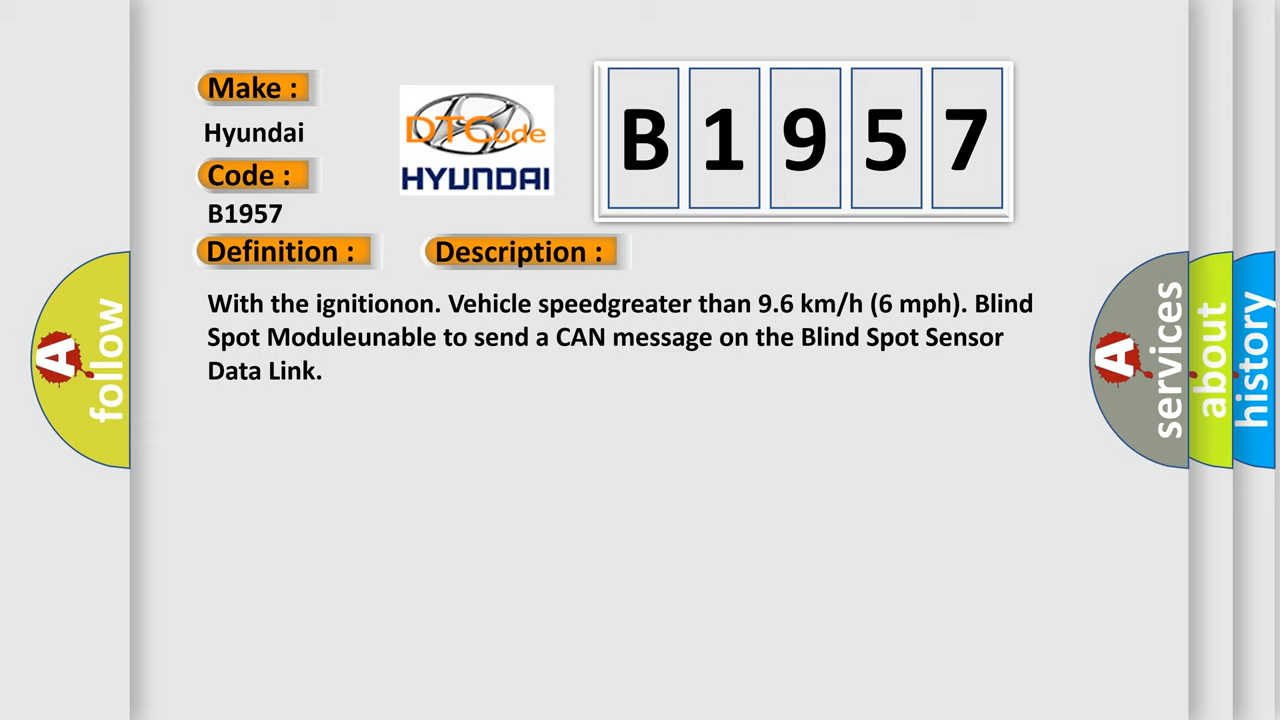 Make :
Hyundai
Code :
B1957
Definition :
Description :
DTCode
HYUNDAI
B 1 9 5 7
With the ignitionon. Vehicle speedgreater than 9.6 km/h (6 mph). Blind
Spot Moduleunable to send a CAN message on the Blind Spot Sensor
Data Link.
A
follow
A
services
about
history